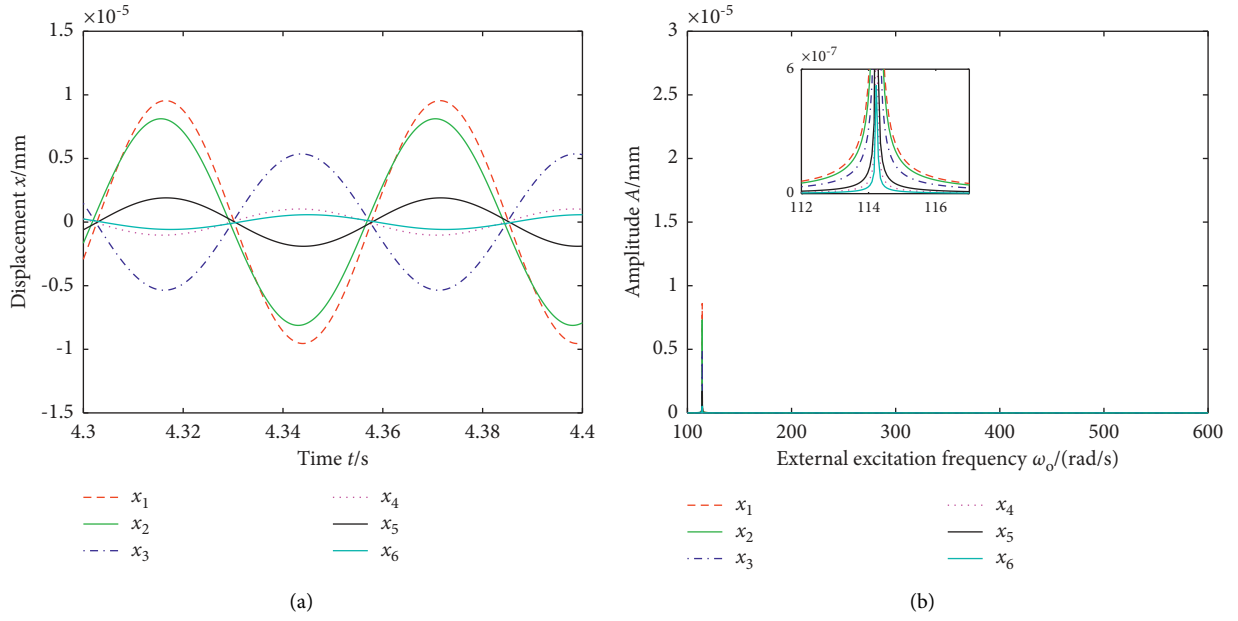 ×10⁻⁵
1.5
1
0.5
0
-0.5
-1
-1.5
Displacement x/mm
4.3
4.32
4.34
4.36
4.38
4.4
Time t/s
x₁
x₂
x₃
x₄
x₅
x₆
(a)
×10⁻⁵
3
2.5
2
1.5
1
0.5
0
Amplitude A/mm
×10⁻⁷
6
0
112
114
116
100
200
300
400
500
600
External excitation frequency ωₒ/(rad/s)
x₁
x₂
x₃
x₄
x₅
x₆
(b)